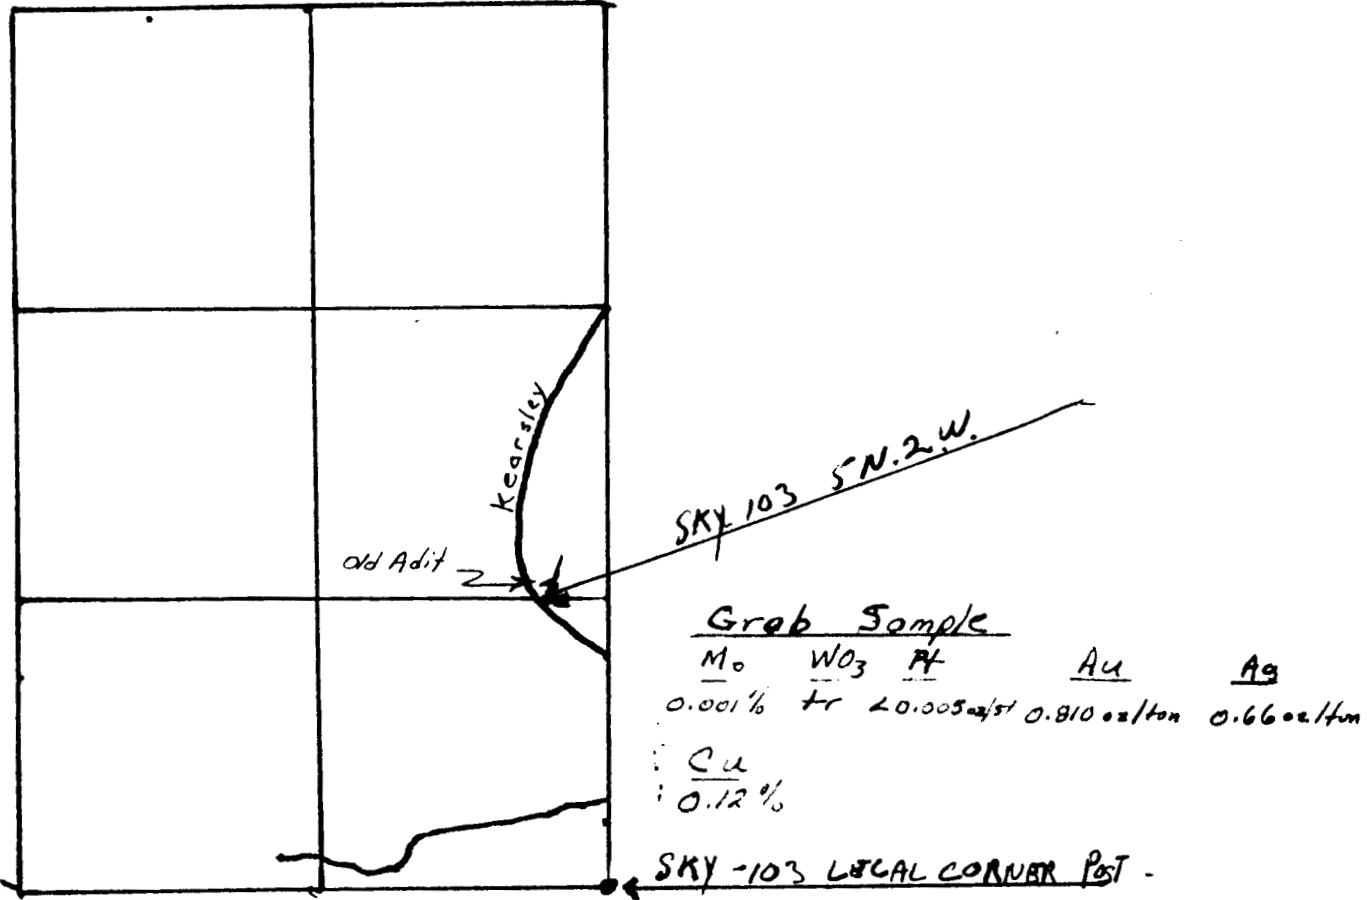 Kearsley
SKY 103 5N.2.W.
old Adit
Grab Sample
Mo WO3 Pt Au Ag
0.001% tr <0.005oz/st 0.810 oz/ton 0.66 oz/ton
Cu
0.12%
SKY-103 LEGAL CORNER POST -